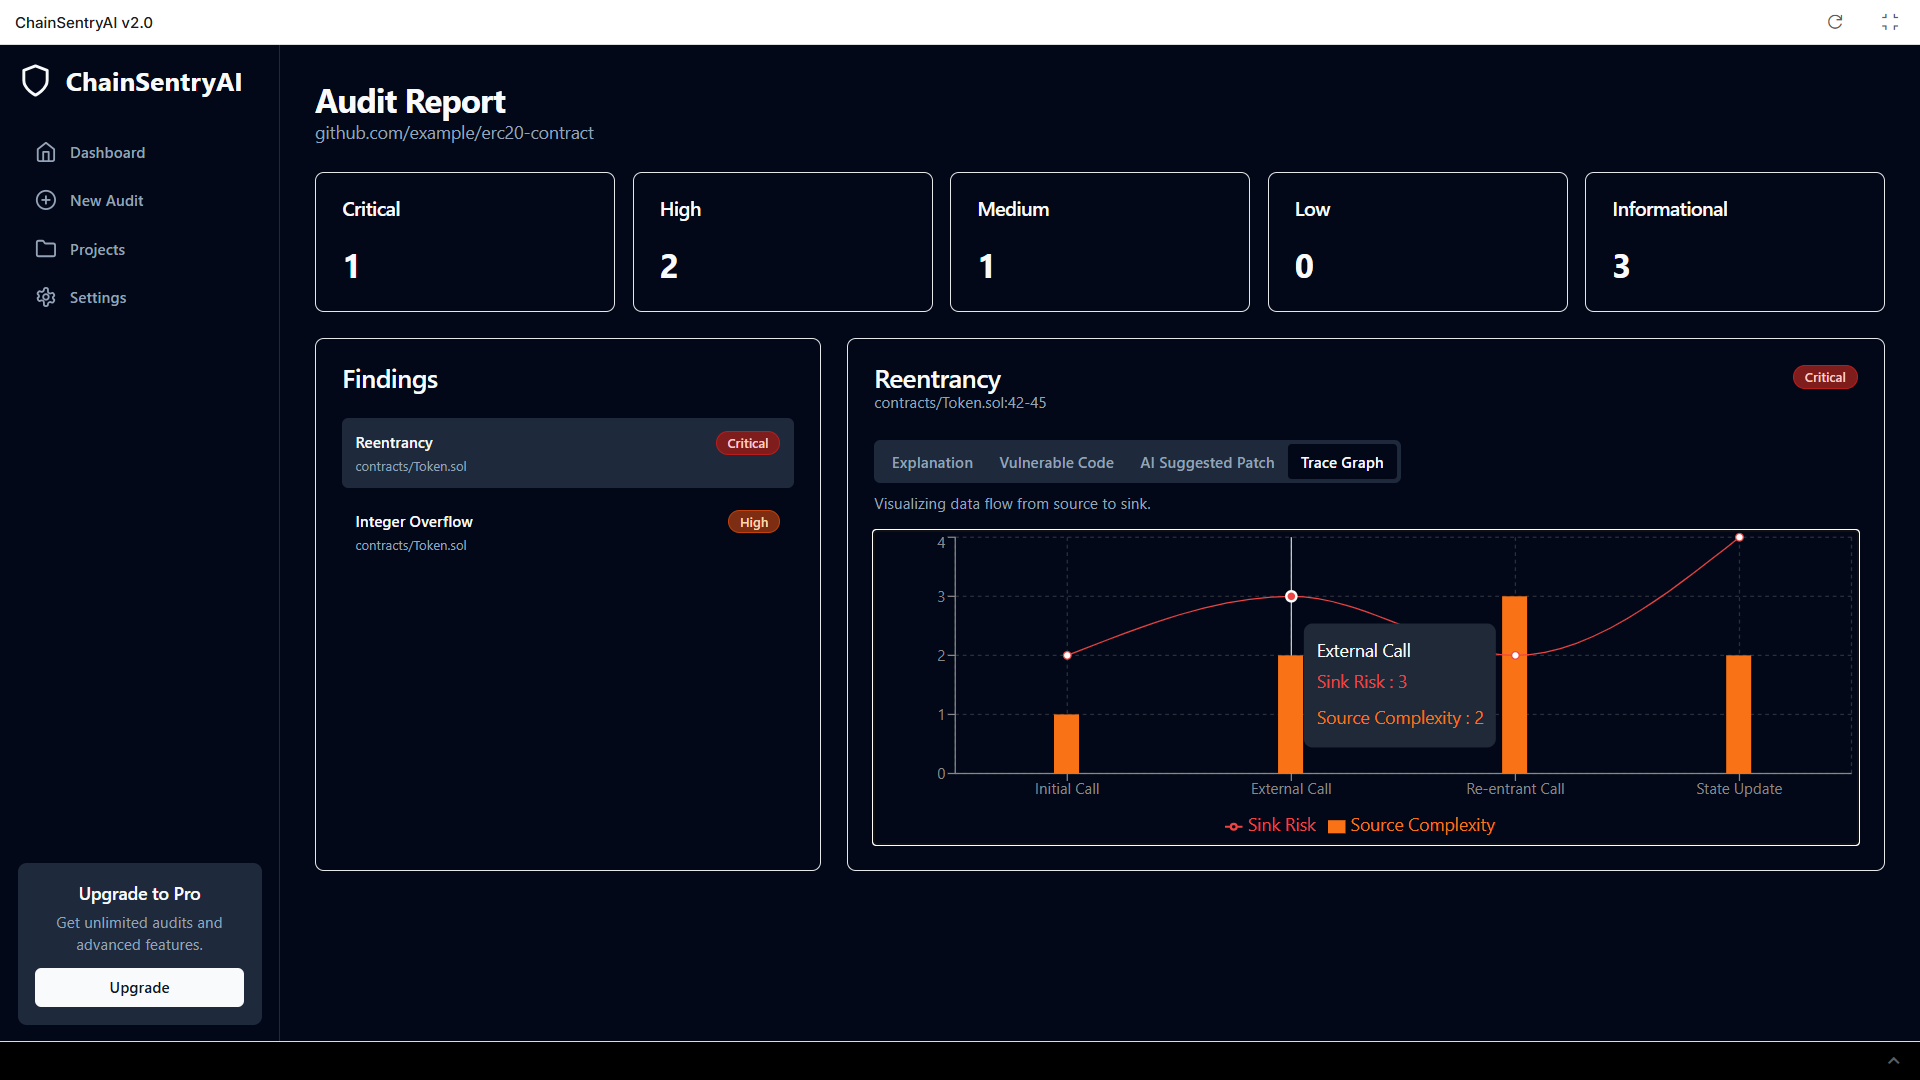 ChainSentryAI v2.0
ChainSentryAI
Dashboard
New Audit
Projects
Settings
Upgrade to Pro
Get unlimited audits and
advanced features.
Upgrade
Audit Report
github.com/example/erc20-contract
Critical
1
High
2
Medium
1
Low
0
Informational
3
Findings
Reentrancy
Critical
contracts/Token.sol
Integer Overflow
High
contracts/Token.sol
Reentrancy
Critical
contracts/Token.sol:42-45
Explanation
Vulnerable Code
AI Suggested Patch
Trace Graph
Visualizing data flow from source to sink.
4
3
2
1
0
External Call
Sink Risk : 3
Source Complexity : 2
Initial Call
External Call
Re-entrant Call
State Update
Sink Risk
Source Complexity